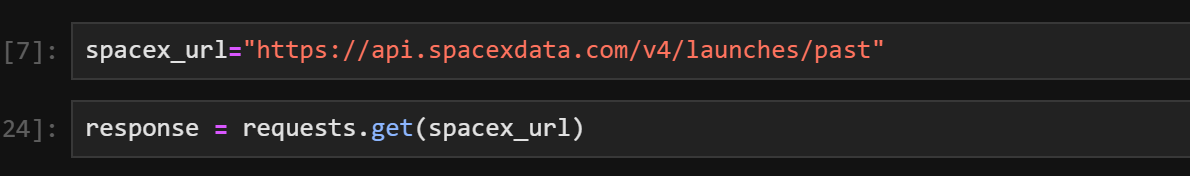 [7]: spacex_url="https://api.spacexdata.com/v4/launches/past"
24]: response = requests.get(spacex_url)